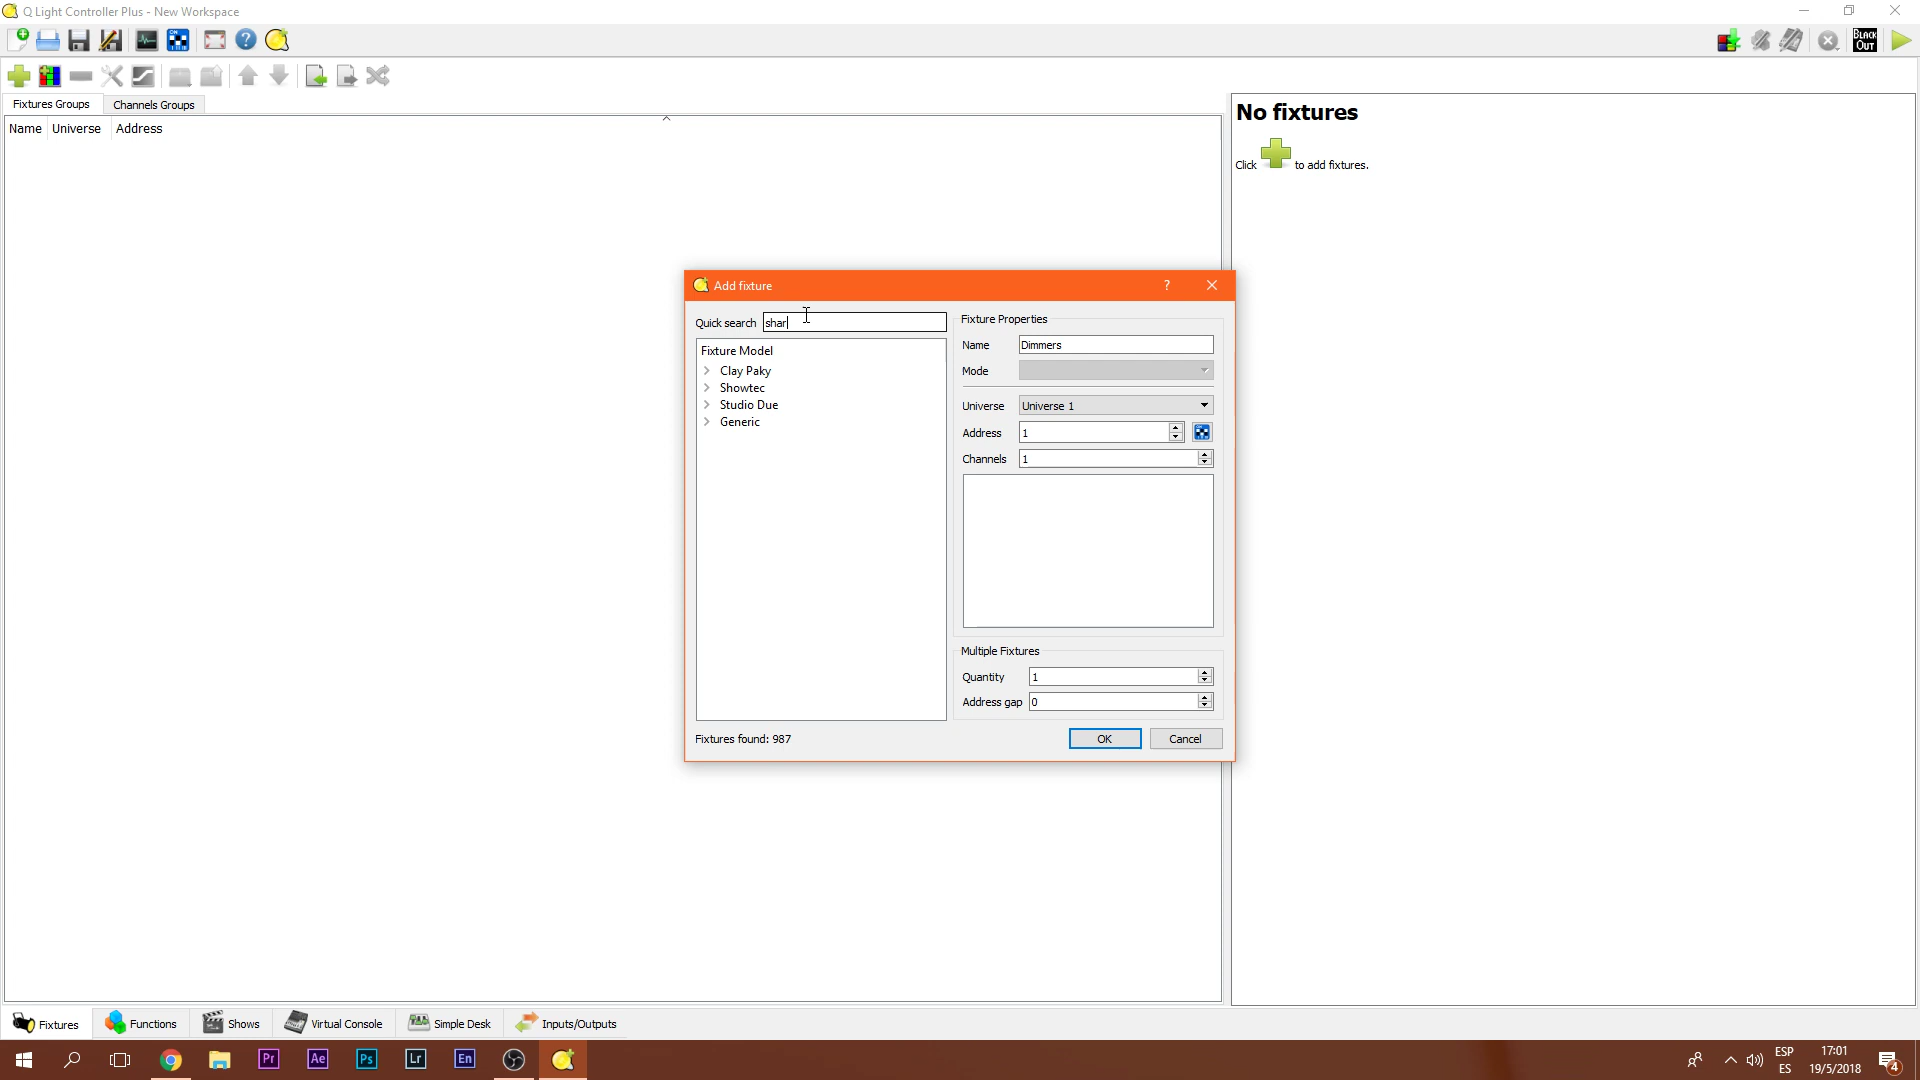 Q Light Controller Plus - New Workspace
ON
BLACK OUT
Fixtures Groups Channels Groups
Name Universe Address
No fixtures
Click to add fixtures.
Add fixture ?
Quick search shar
Fixture Model
Clay Paky
Showtec
Studio Due
Generic
Fixtures found: 987
Fixture Properties
Name Dimmers
Mode
Universe Universe 1
Address 1
Channels 1
Multiple Fixtures
Quantity 1
Address gap 0
OK Cancel
Fixtures Functions Shows Virtual Console Simple Desk Inputs/Outputs
Pr Ae Ps Lr En
ESP
ES
17:01
19/5/2018
4